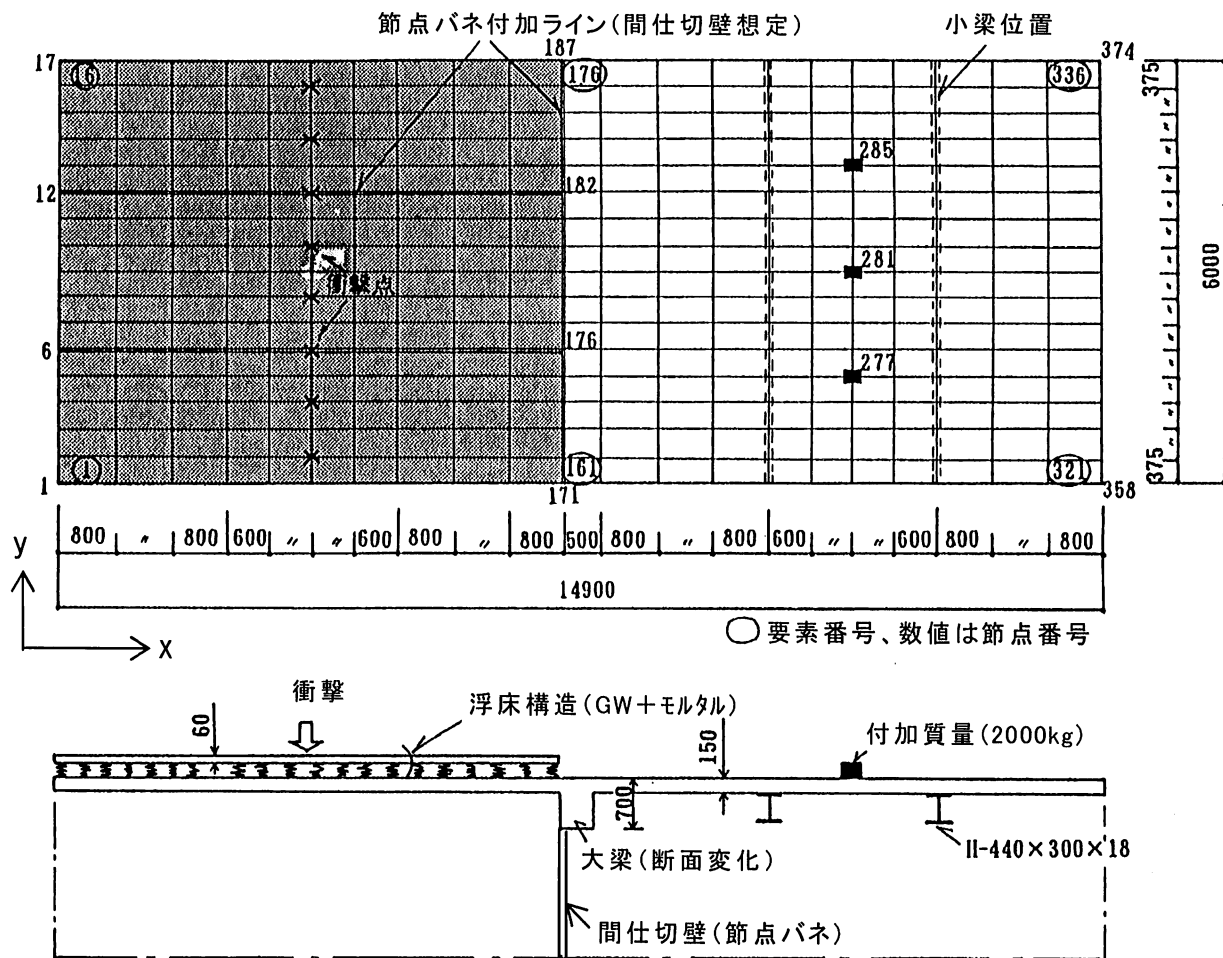 節点バネ付加ライン(間仕切壁想定)
小梁位置
17
16
187
176
374
336
375
285
12
182
281
衝撃点
6000
6
176
277
1
1
161
171
321
358
375
800 〃 800 600 〃 〃 600 800 〃 800 500 800 〃 800 600 〃 〃 600 800 〃 800
14900
y
x
○要素番号、数値は節点番号
衝撃
60
浮床構造(GW+モルタル)
150
付加質量(2000kg)
700
大梁(断面変化)
H-440×300×18
間仕切壁(節点バネ)